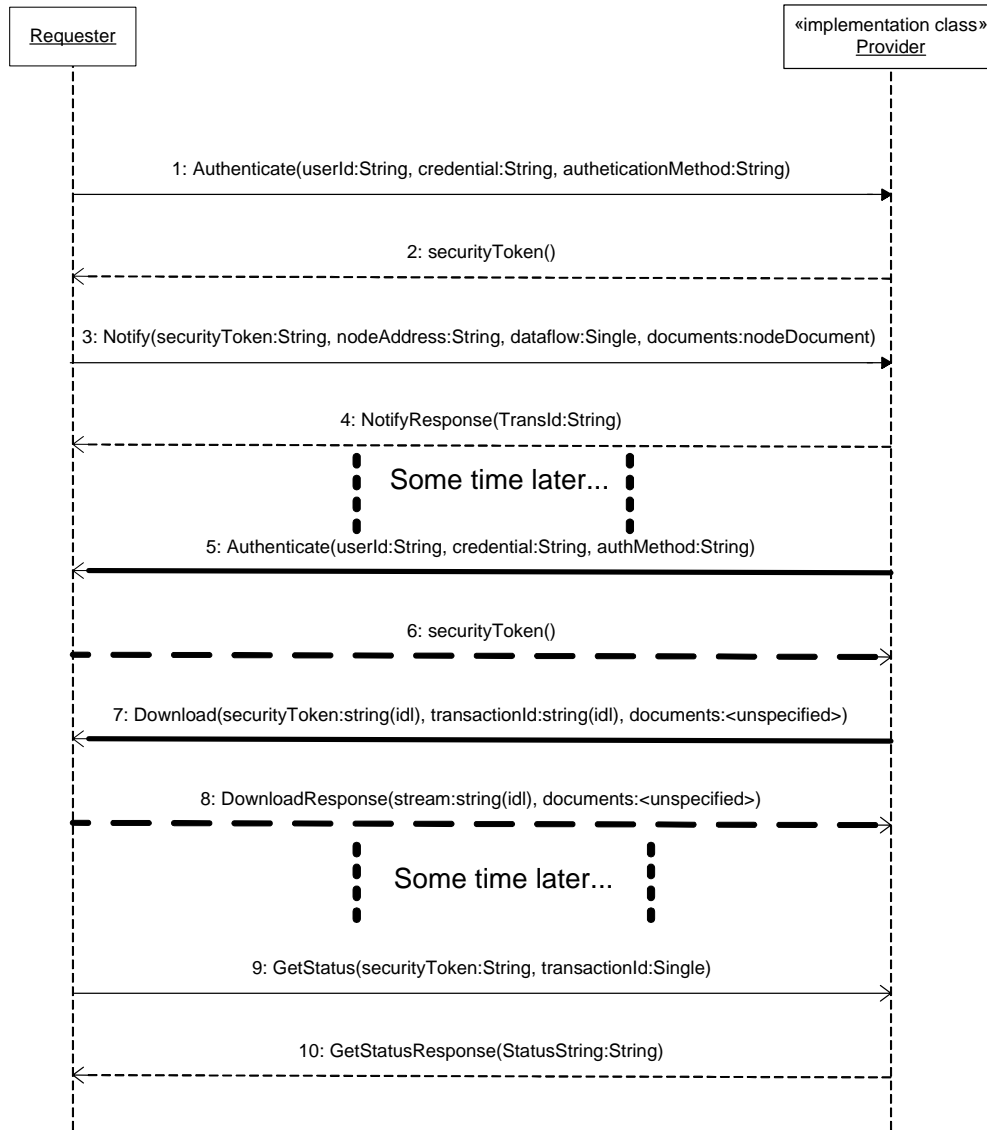 Requester
«implementation class»
Provider
1: Authenticate(userId:String, credential:String, autheticationMethod:String)
2: securityToken()
3: Notify(securityToken:String, nodeAddress:String, dataflow:Single, documents:nodeDocument)
4: NotifyResponse(TransId:String)
Some time later...
5: Authenticate(userId:String, credential:String, authMethod:String)
6: securityToken()
7: Download(securityToken:string(idl), transactionId:string(idl), documents:<unspecified>)
8: DownloadResponse(stream:string(idl), documents:<unspecified>)
Some time later...
9: GetStatus(securityToken:String, transactionId:Single)
10: GetStatusResponse(StatusString:String)